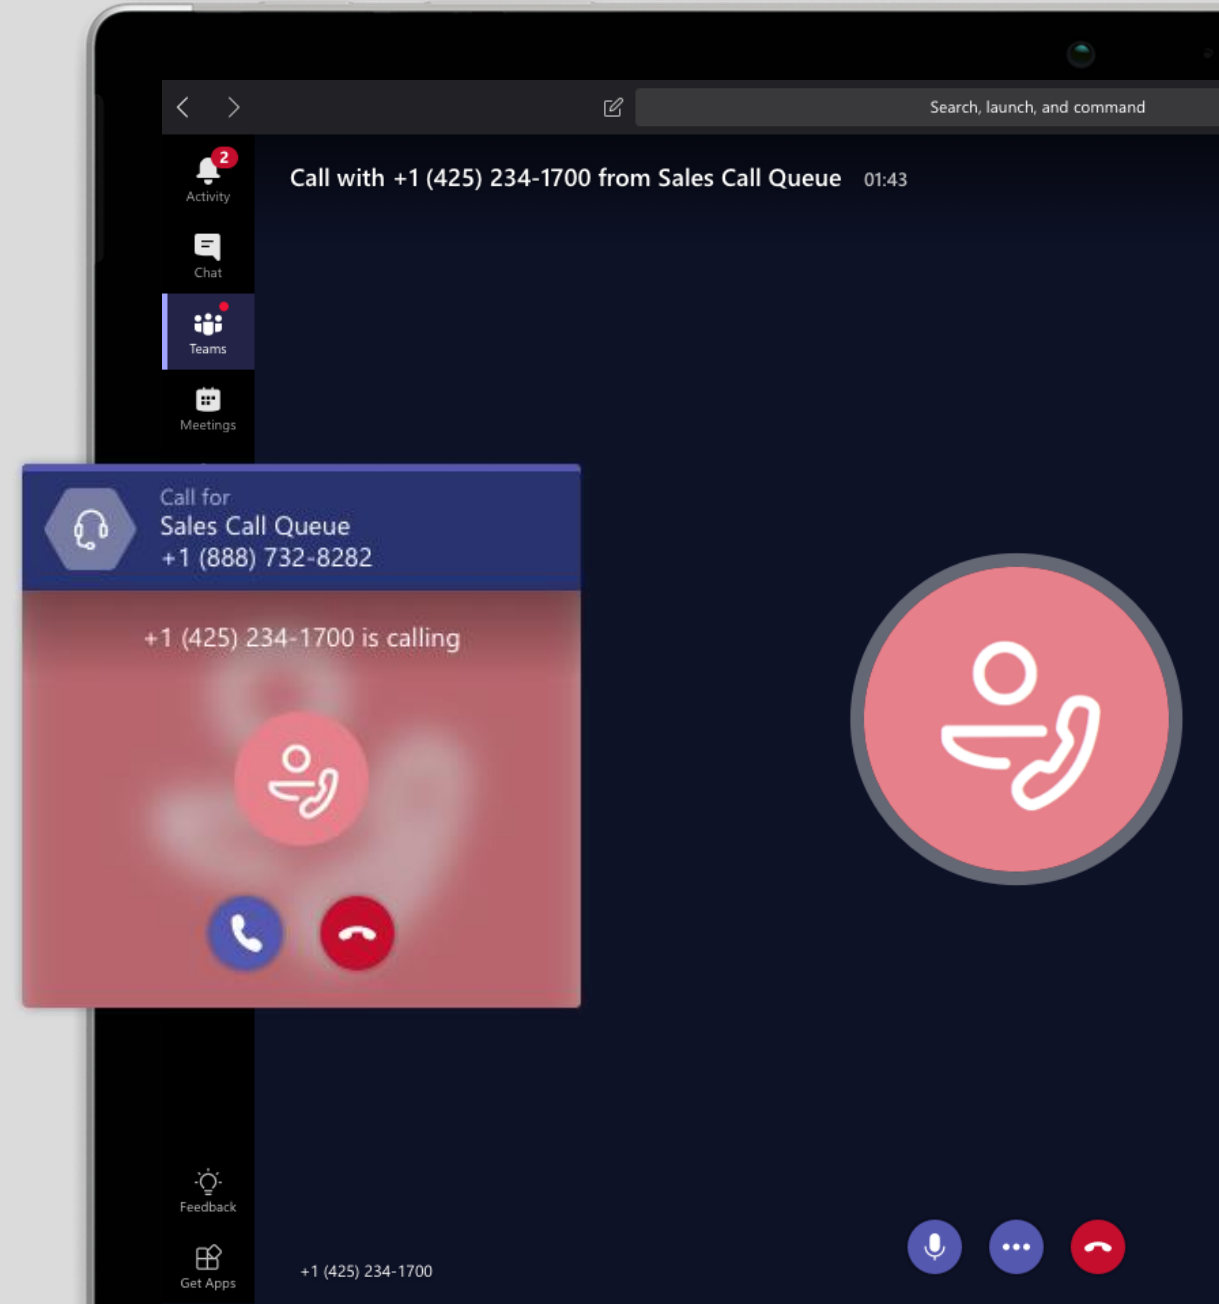 Search, launch, and command
2
Activity
Call with +1 (425) 234-1700 from Sales Call Queue 01:43
Chat
Teams
Meetings
Call for
Sales Call Queue
+1 (888) 732-8282
+1 (425) 234-1700 is calling
Feedback
Get Apps
+1 (425) 234-1700